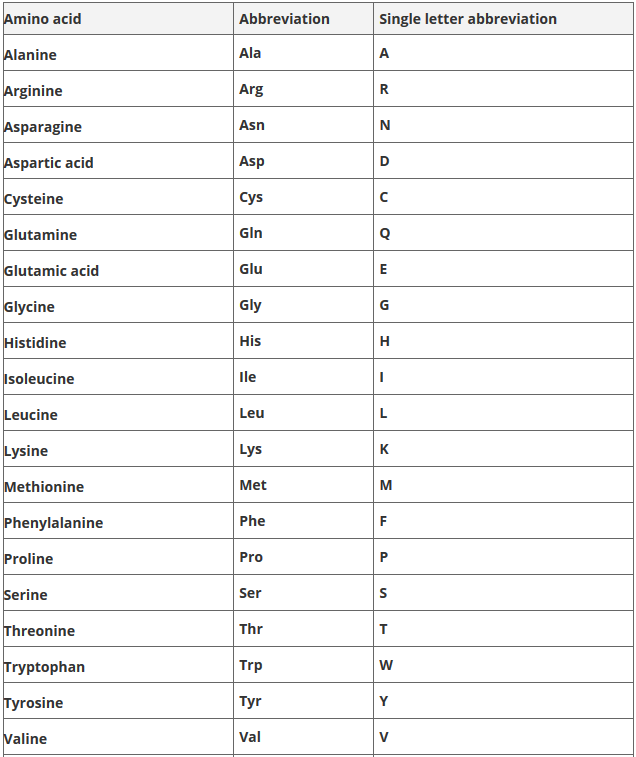 Amino acid Abbreviation Single letter abbreviation
Alanine Ala A
Arginine Arg R
Asparagine Asn N
Aspartic acid Asp D
Cysteine Cys C
Glutamine Gln Q
Glutamic acid Glu E
Glycine Gly G
Histidine His H
Isoleucine Ile I
Leucine Leu L
Lysine Lys K
Methionine Met M
Phenylalanine Phe F
Proline Pro P
Serine Ser S
Threonine Thr T
Tryptophan Trp W
Tyrosine Tyr Y
Valine Val V